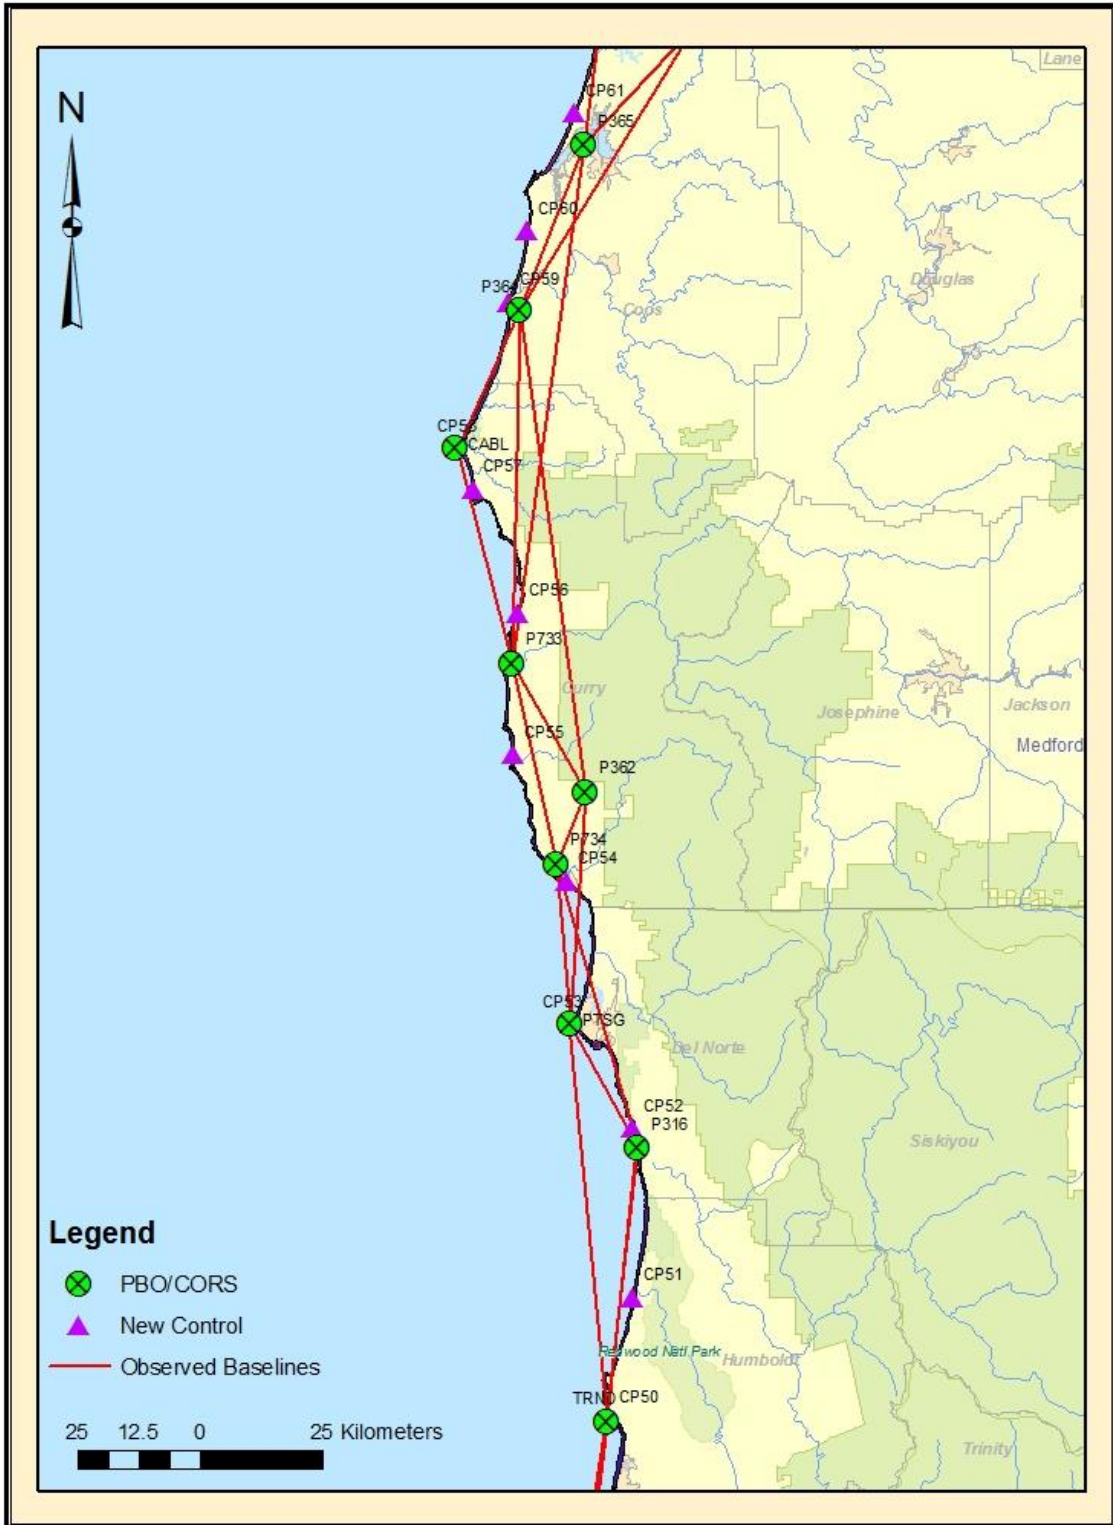 Lane
N
CP61
P365
CP60
CP59
P364
Douglas
Coos
CABL
CP57
CP56
P733
Curry
Josephine
Jackson
CP55
Medford
P362
P734
CP54
CP53
PTSG
Del Norte
CP52
P316
Siskiyou
Legend
CP51
PBO/CORS
New Control
Redwood Natl Park
Humboldt
Observed Baselines
TRND CP50
25 12.5 0 25 Kilometers
Trinity